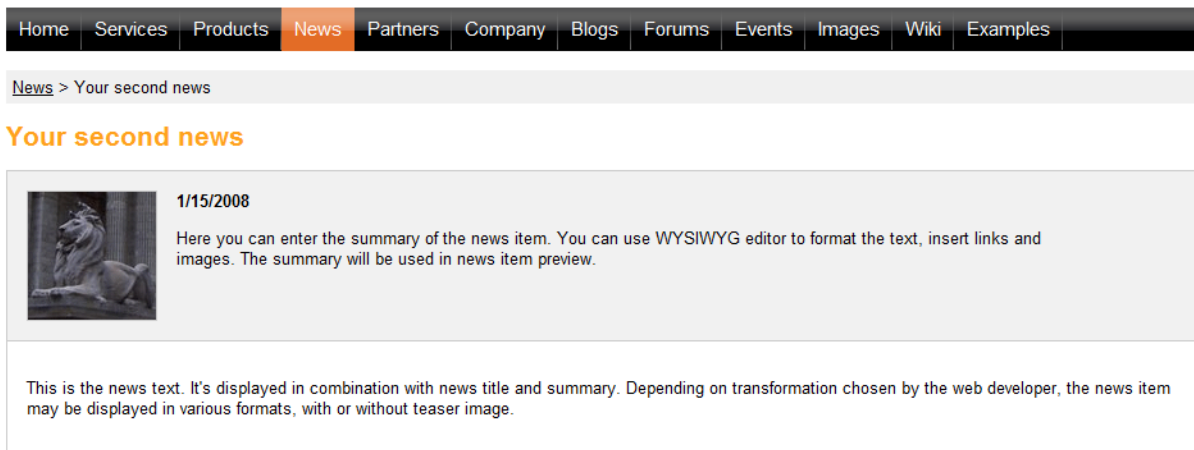 Home Services Products News Partners Company Blogs Forums Events Images Wiki Examples
News > Your second news
Your second news
1/15/2008
Here you can enter the summary of the news item. You can use WYSIWYG editor to format the text, insert links and
images. The summary will be used in news item preview.
This is the news text. It's displayed in combination with news title and summary. Depending on transformation chosen by the web developer, the news item
may be displayed in various formats, with or without teaser image.